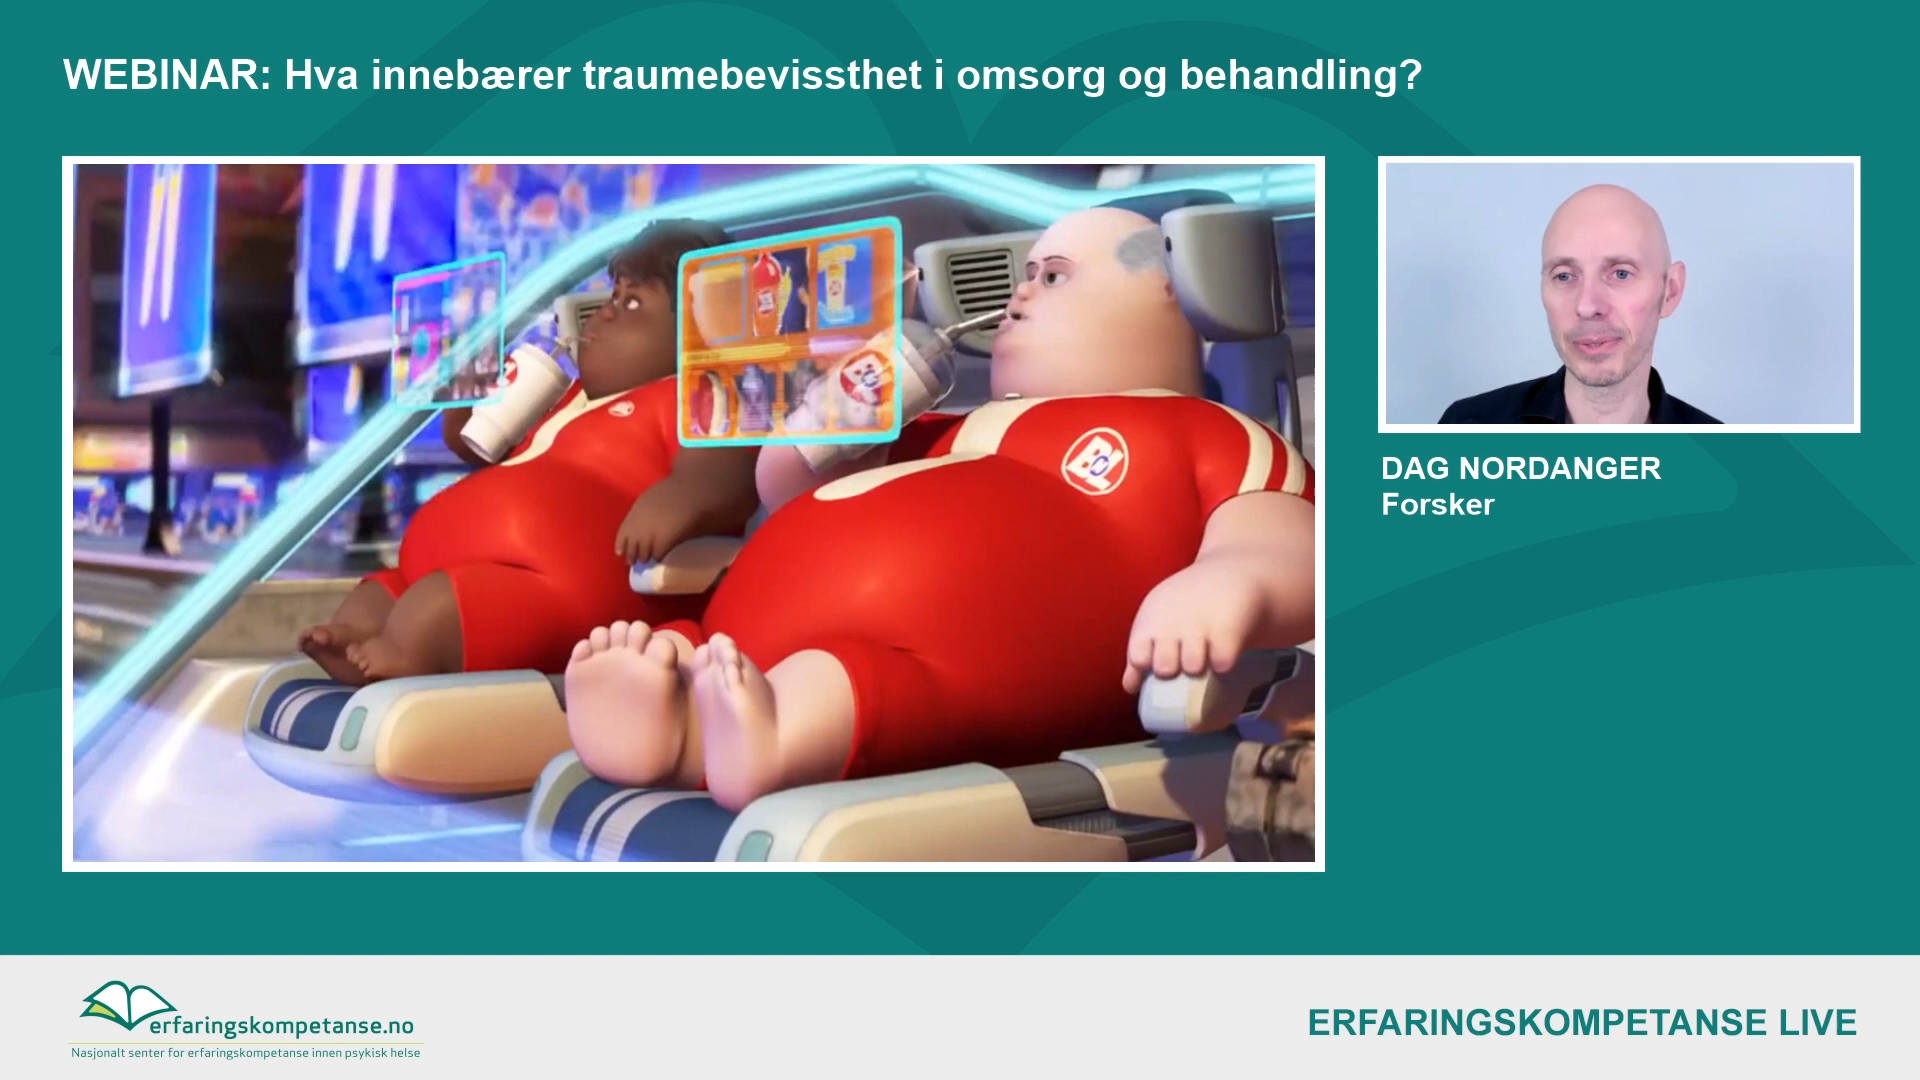 WEBINAR: Hva innebærer traumebevissthet i omsorg og behandling?
BnL
DAG NORDANGER
Forsker
erfaringskompetanse.no
Nasjonalt senter for erfaringskompetanse innen psykisk helse
ERFARINGSKOMPETANSE LIVE